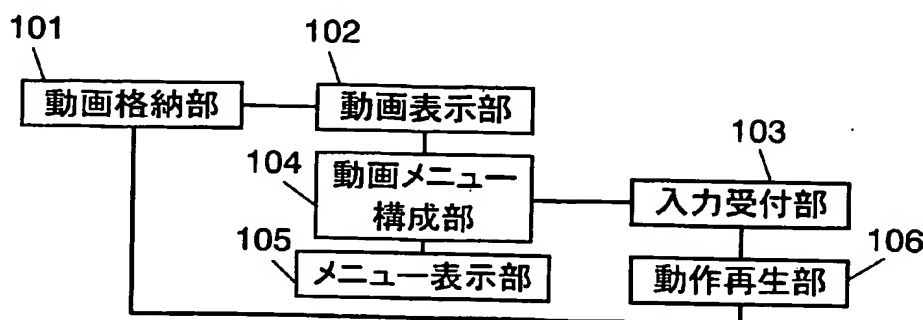 101
動画格納部
102
動画表示部
103
入力受付部
104
動画メニュー
構成部
105
メニュー表示部
106
動作再生部